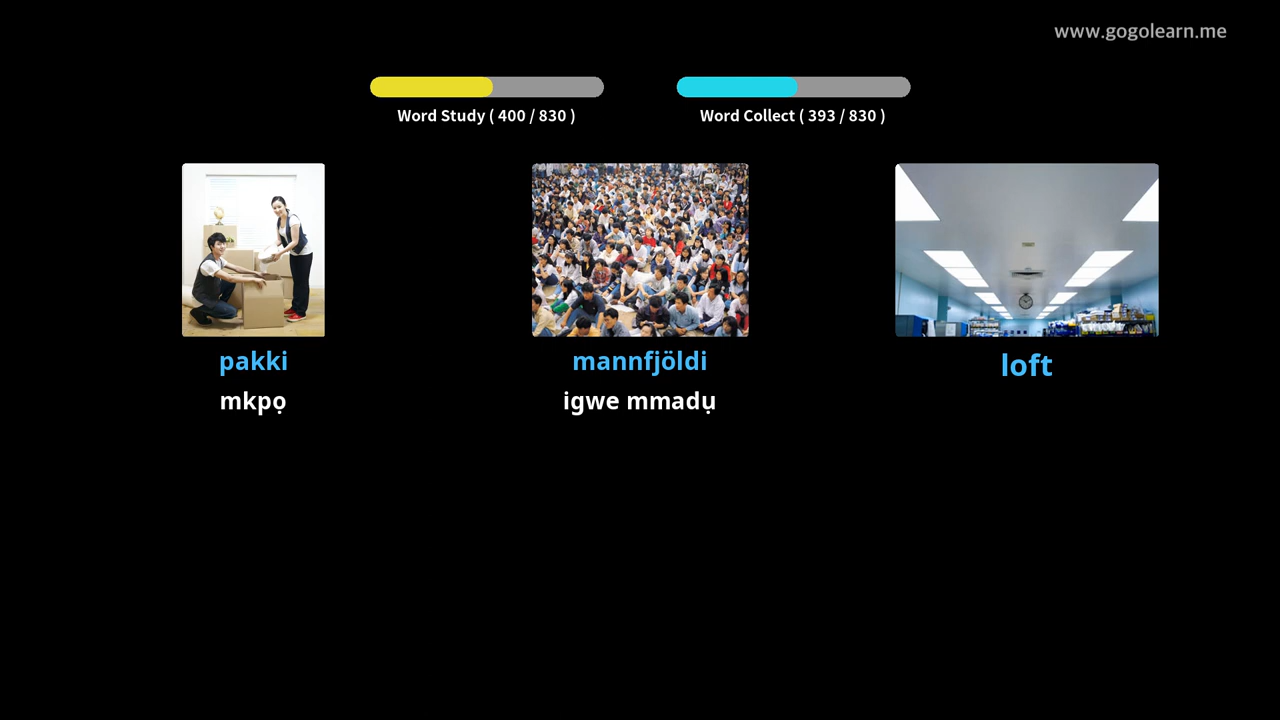 www.gogolearn.me
Word Study ( 400 / 830 )
Word Collect ( 393 / 830 )
pakki
mkpọ
mannfjöldi
igwe mmadụ
loft